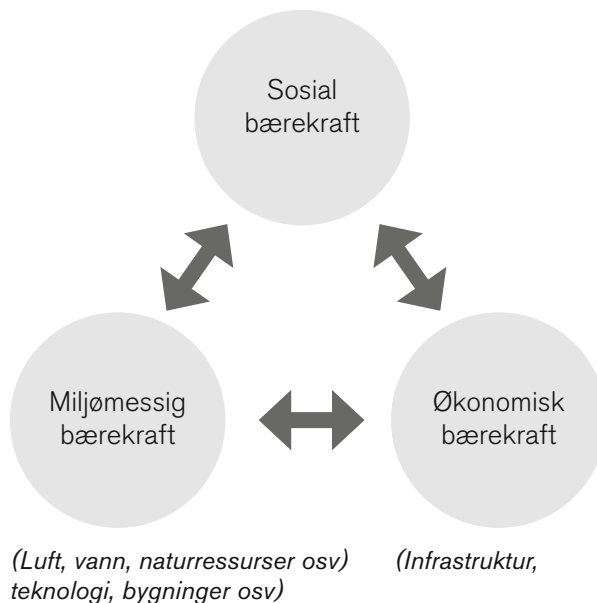 Sosial
bærekraft
Miljømessig
bærekraft
Økonomisk
bærekraft
(Luft, vann, naturressurser osv) (Infrastruktur,
teknologi, bygninger osv)